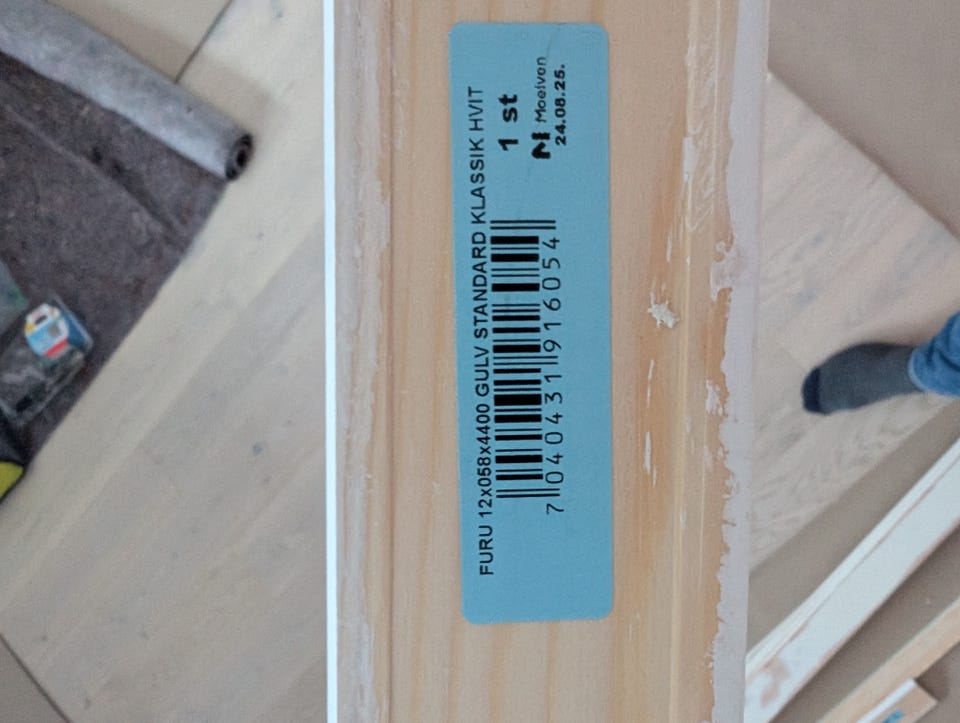 FURU 12x058x4400 GULV STANDARD KLASSIK HVIT
1 st
Moelven
24.08.25.
7 040431 916054